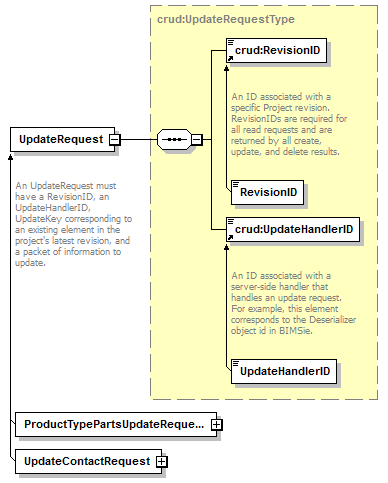 crud:UpdateRequestType
crud:RevisionID
An ID associated with a
specific Project revision.
RevisionIDs are required for
all read requests and are
returned by all create,
update, and delete results.
UpdateRequest
An UpdateRequest must
have a RevisionID, an
UpdateHandlerID,
UpdateKey corresponding to
an existing element in the
project's latest revision, and
a packet of information to
update.
RevisionID
crud:UpdateHandlerID
An ID associated with a
server-side handler that
handles an update request.
For example, this element
corresponds to the Deserializer
object id in BIMSie.
UpdateHandlerID
ProductTypePartsUpdateReque...
UpdateContactRequest